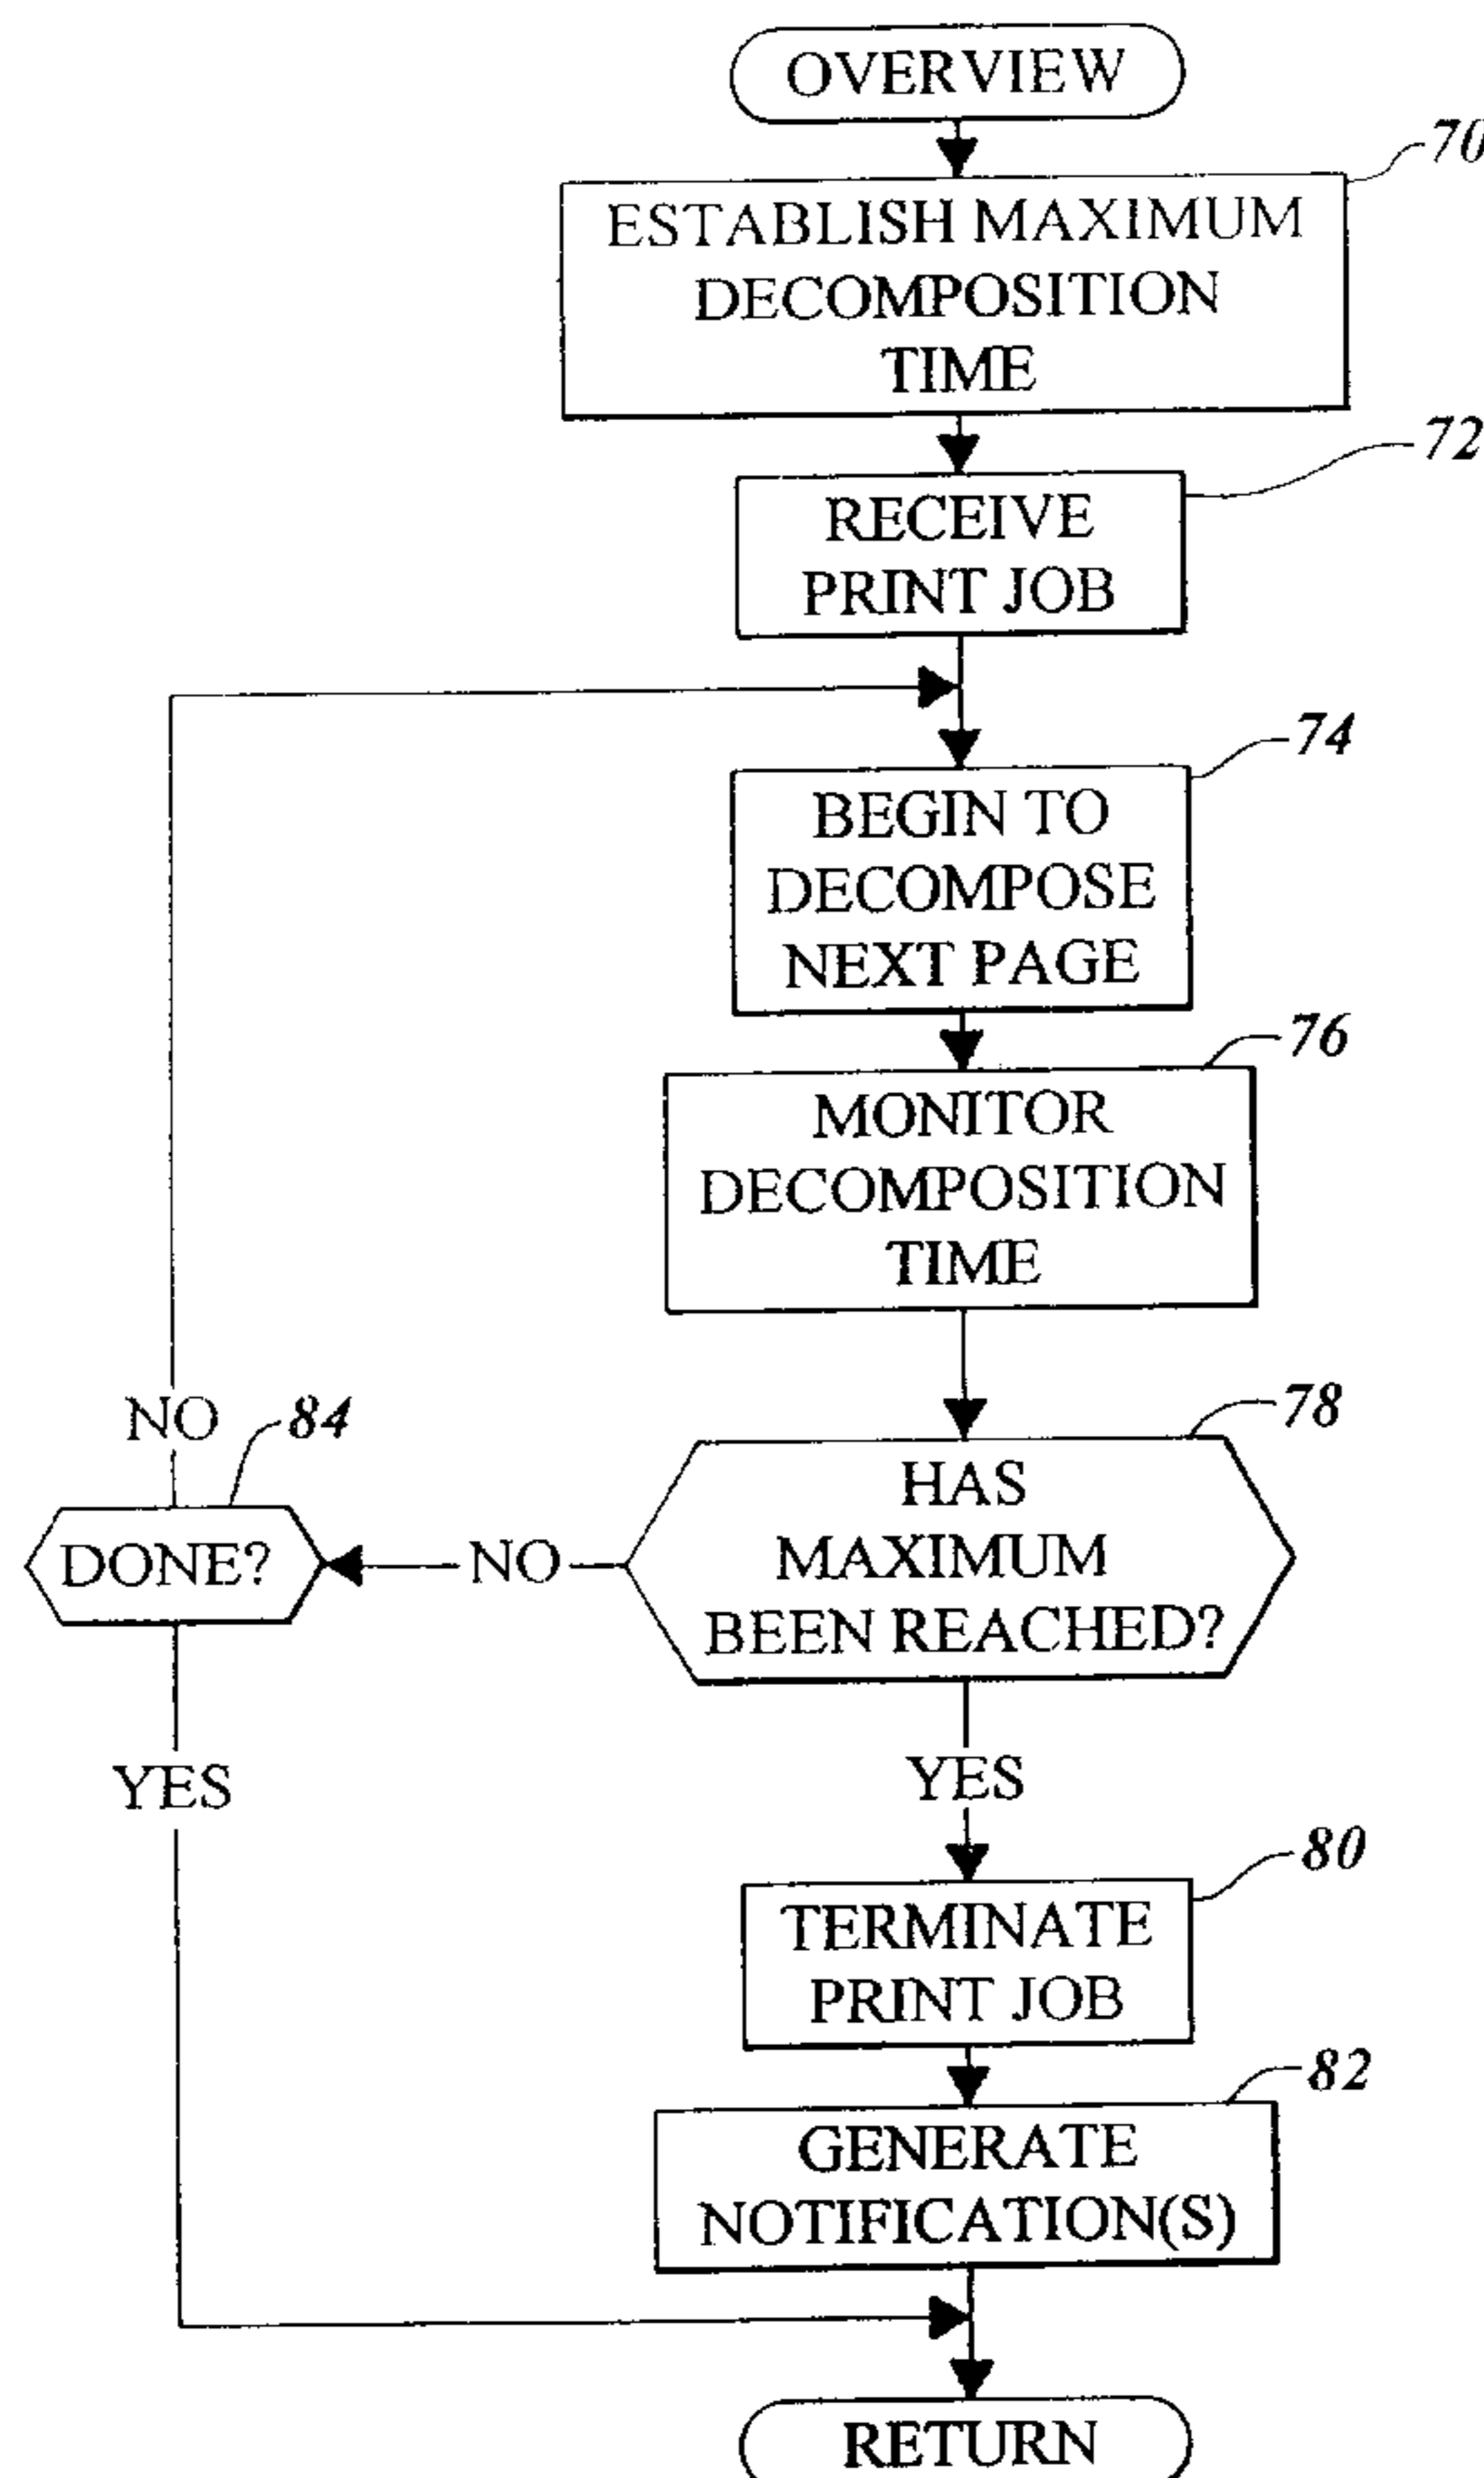 OVERVIEW
70
ESTABLISH MAXIMUM
DECOMPOSITION
TIME
72
RECEIVE
PRINT JOB
74
BEGIN TO
DECOMPOSE
NEXT PAGE
76
MONITOR
DECOMPOSITION
TIME
78
HAS
MAXIMUM
BEEN REACHED?
NO
84
DONE?
NO
YES
YES
80
TERMINATE
PRINT JOB
82
GENERATE
NOTIFICATION(S)
RETURN